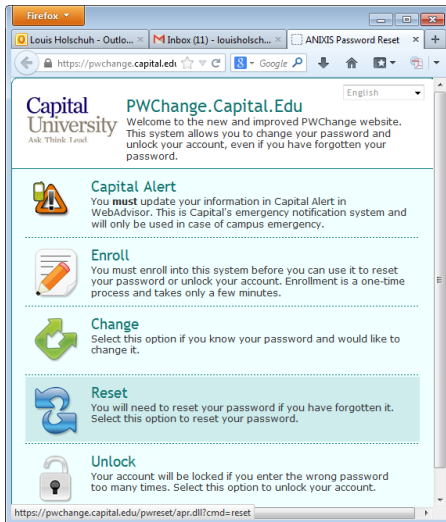 Firefox
Louis Holschuh - Outlo...
Inbox (11) - louisholsch...
ANIXIS Password Reset
https://pwchange.capital.edu
Google
English
Capital
University
Ask Think Lead
PWChange.Capital.Edu
Welcome to the new and improved PWChange website.
This system allows you to change your password and
unlock your account, even if you have forgotten your
password.
Capital Alert
You must update your information in Capital Alert in
WebAdvisor. This is Capital's emergency notification system and
will only be used in case of campus emergency.
Enroll
You must enroll into this system before you can use it to reset
your password or unlock your account. Enrollment is a one-time
process and takes only a few minutes.
Change
Select this option if you know your password and would like to
change it.
Reset
You will need to reset your password if you have forgotten it.
Select this option to reset your password.
Unlock
Your account will be locked if you enter the wrong password
too many times. Select this option to unlock your account.
https://pwchange.capital.edu/pwreset/apr.dll?cmd=reset